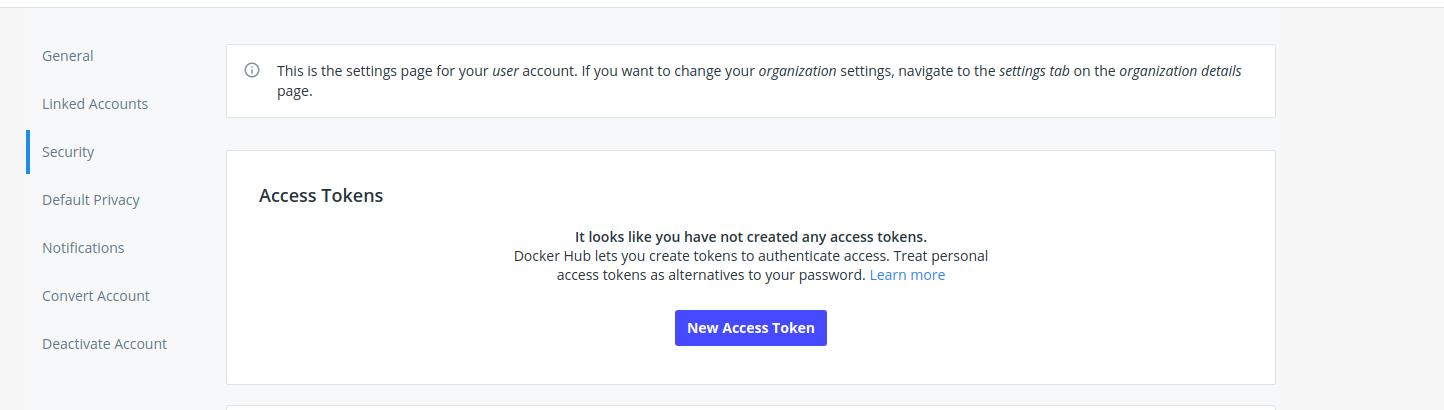 General
Linked Accounts
Security
Default Privacy
Notifications
Convert Account
Deactivate Account
This is the settings page for your user account. If you want to change your organization settings, navigate to the settings tab on the organization details
page.
Access Tokens
It looks like you have not created any access tokens.
Docker Hub lets you create tokens to authenticate access. Treat personal
access tokens as alternatives to your password. Learn more
New Access Token